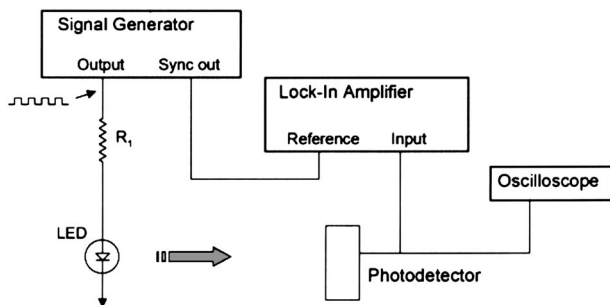 Signal Generator
Output Sync out
Lock-In Amplifier
Reference Input
R1
Oscilloscope
LED
Photodetector